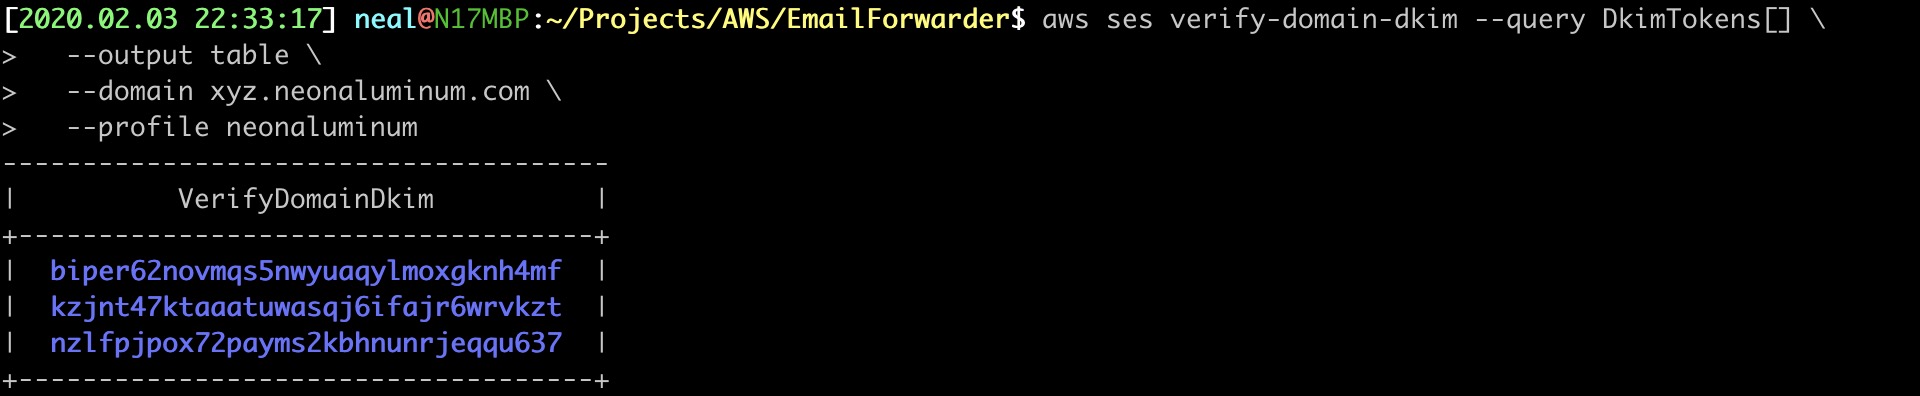 [2020.02.03 22:33:17] neal@N17MBP:~/Projects/AWS/EmailForwarder$ aws ses verify-domain-dkim --query DkimTokens[] \
>   --output table \
>   --domain xyz.neonaluminum.com \
>   --profile neonaluminum
--------------------------------------
|          VerifyDomainDkim          |
+------------------------------------+
|  biper62novmqs5nwyuaqylmoxgknh4mf  |
|  kzjnt47ktaaatuwasqj6ifajr6wrvkzt  |
|  nzlfpjpox72payms2kbhnunrjeqqu637  |
+------------------------------------+